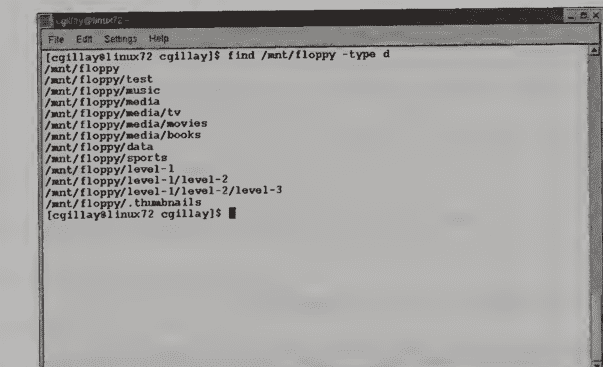 cgillay@linux72 ~
File Edit Settings Help
[cgillay@linux72 cgillay]$ find /mnt/floppy -type d
/mnt/floppy
/mnt/floppy/test
/mnt/floppy/music
/mnt/floppy/media
/mnt/floppy/media/tv
/mnt/floppy/media/movies
/mnt/floppy/media/books
/mnt/floppy/data
/mnt/floppy/sports
/mnt/floppy/level-1
/mnt/floppy/level-1/level-2
/mnt/floppy/level-1/level-2/level-3
/mnt/floppy/.thumbnails
[cgillay@linux72 cgillay]$